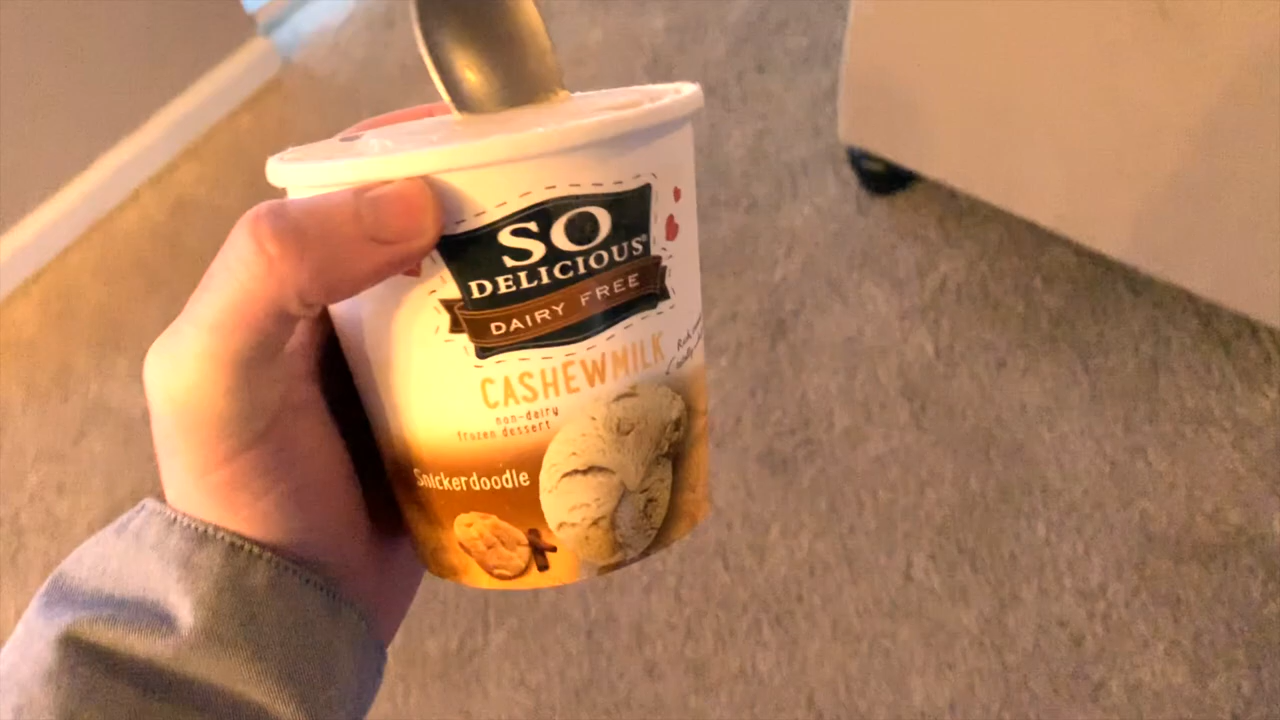 SO
DELICIOUS®
DAIRY FREE
CASHEWMILK
non-dairy
frozen dessert
Snickerdoodle